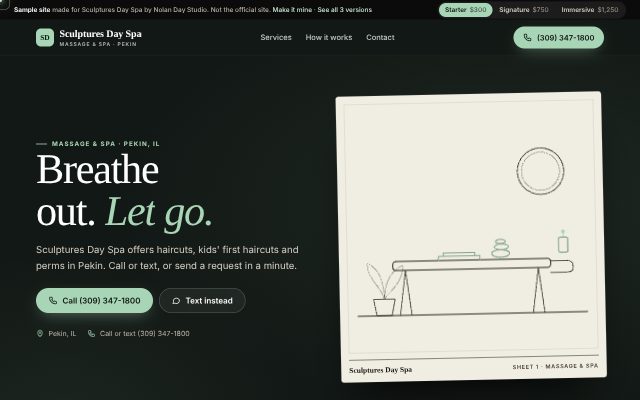 Sample site made for Sculptures Day Spa by Nolan Day Studio. Not the official site. Make it mine · See all 3 versions
Starter $300 Signature $750 Immersive $1,250
SD Sculptures Day Spa
MASSAGE & SPA · PEKIN
Services How it works Contact
(309) 347-1800
MASSAGE & SPA · PEKIN, IL
Breathe
out. Let go.
Sculptures Day Spa offers haircuts, kids' first haircuts and
perms in Pekin. Call or text, or send a request in a minute.
Call (309) 347-1800 Text instead
Pekin, IL Call or text (309) 347-1800
Sculptures Day Spa SHEET 1 · MASSAGE & SPA